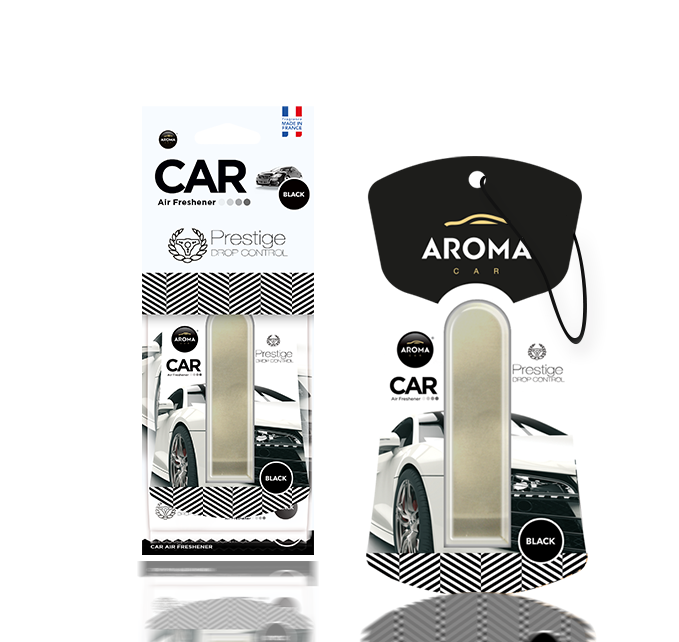 Fragrance
MADE IN
FRANCE
AROMA
CAR
BLACK
Air Freshener
Prestige
DROP CONTROL
AROMA
CAR
Air Freshener
Prestige
DROP CONTROL
BLACK
CAR AIR FRESHENER
AROMA
CAR
AROMA
CAR
Air Freshener
Prestige
DROP CONTROL
BLACK